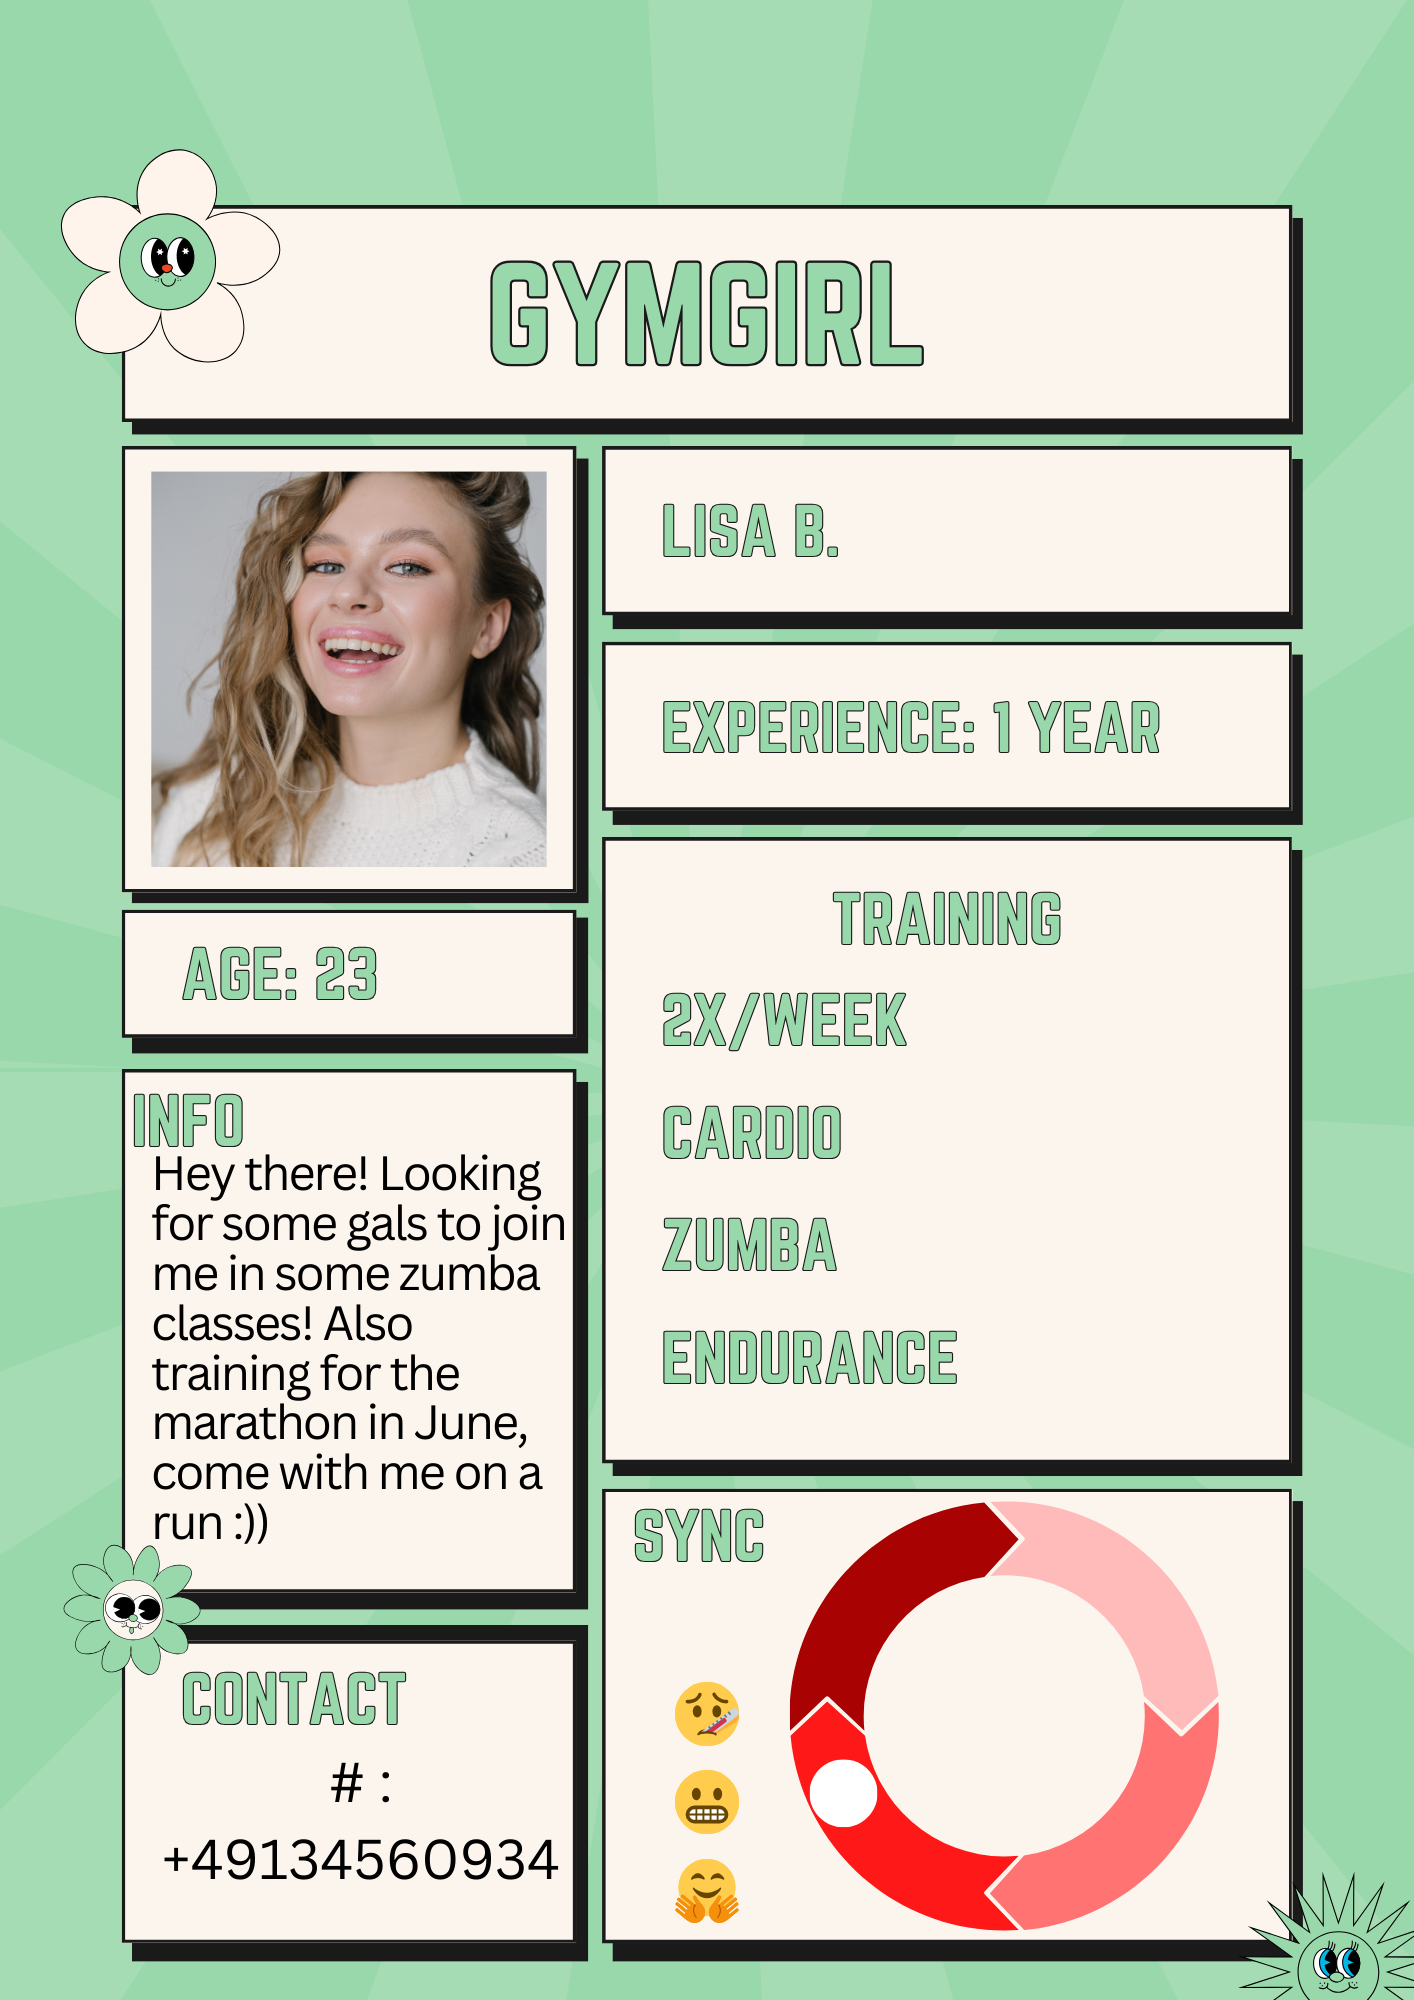 GYMGIRL
LISA B.
EXPERIENCE: 1 YEAR
AGE: 23
TRAINING
2X/WEEK
CARDIO
ZUMBA
ENDURANCE
INFO
Hey there! Looking
for some gals to join
me in some zumba
classes! Also
training for the
marathon in June,
come with me on a
run :))
SYNC
CONTACT
# :
+49134560934